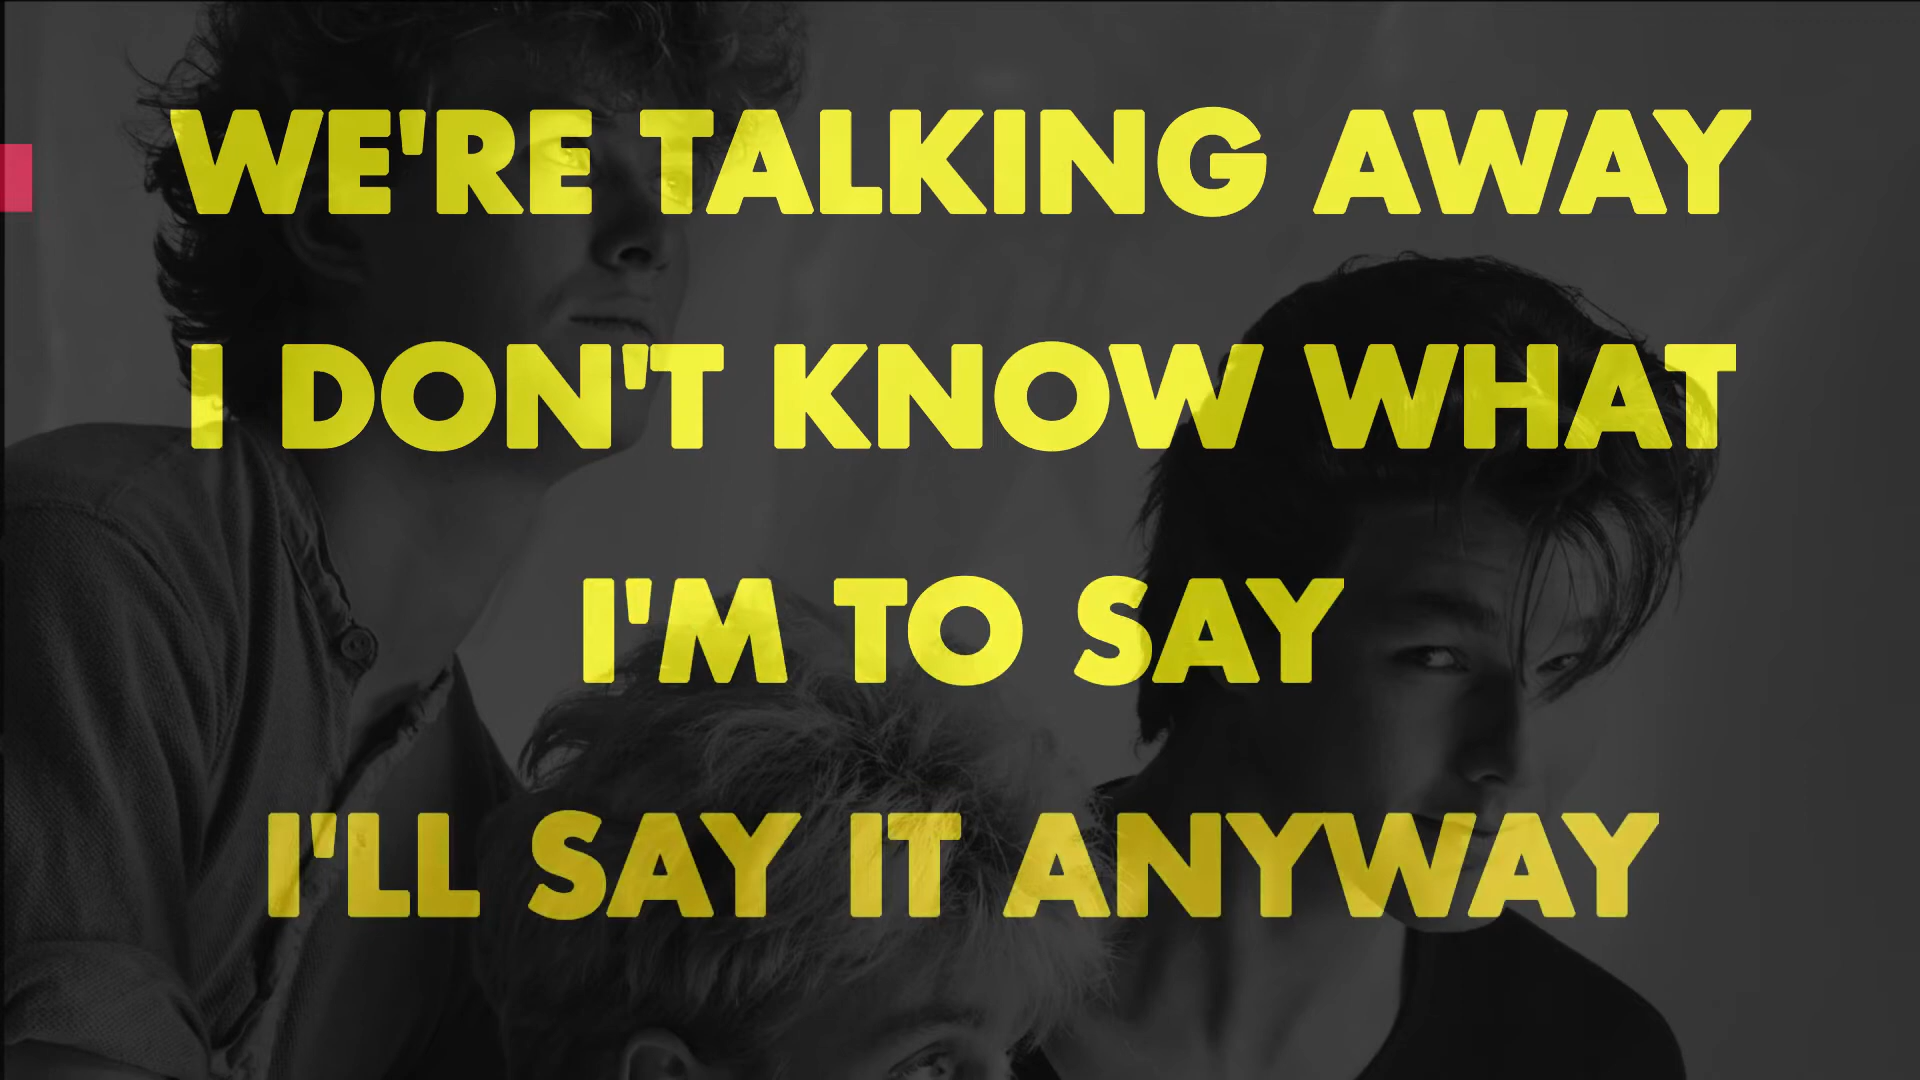 WE'RE TALKING AWAY
I DON'T KNOW WHAT
I'M TO SAY
I'LL SAY IT ANYWAY